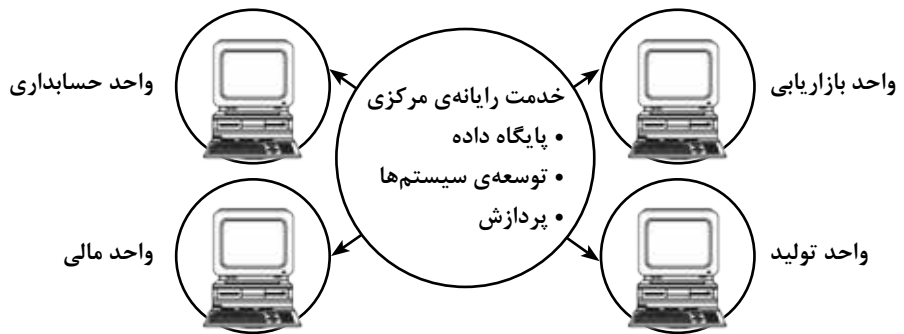 واحد بازاریابی
واحد حسابداری
خدمت رایانه‌ی مرکزی
• پایگاه داده
• توسعه‌ی سیستم‌ها
• پردازش
واحد تولید
واحد مالی